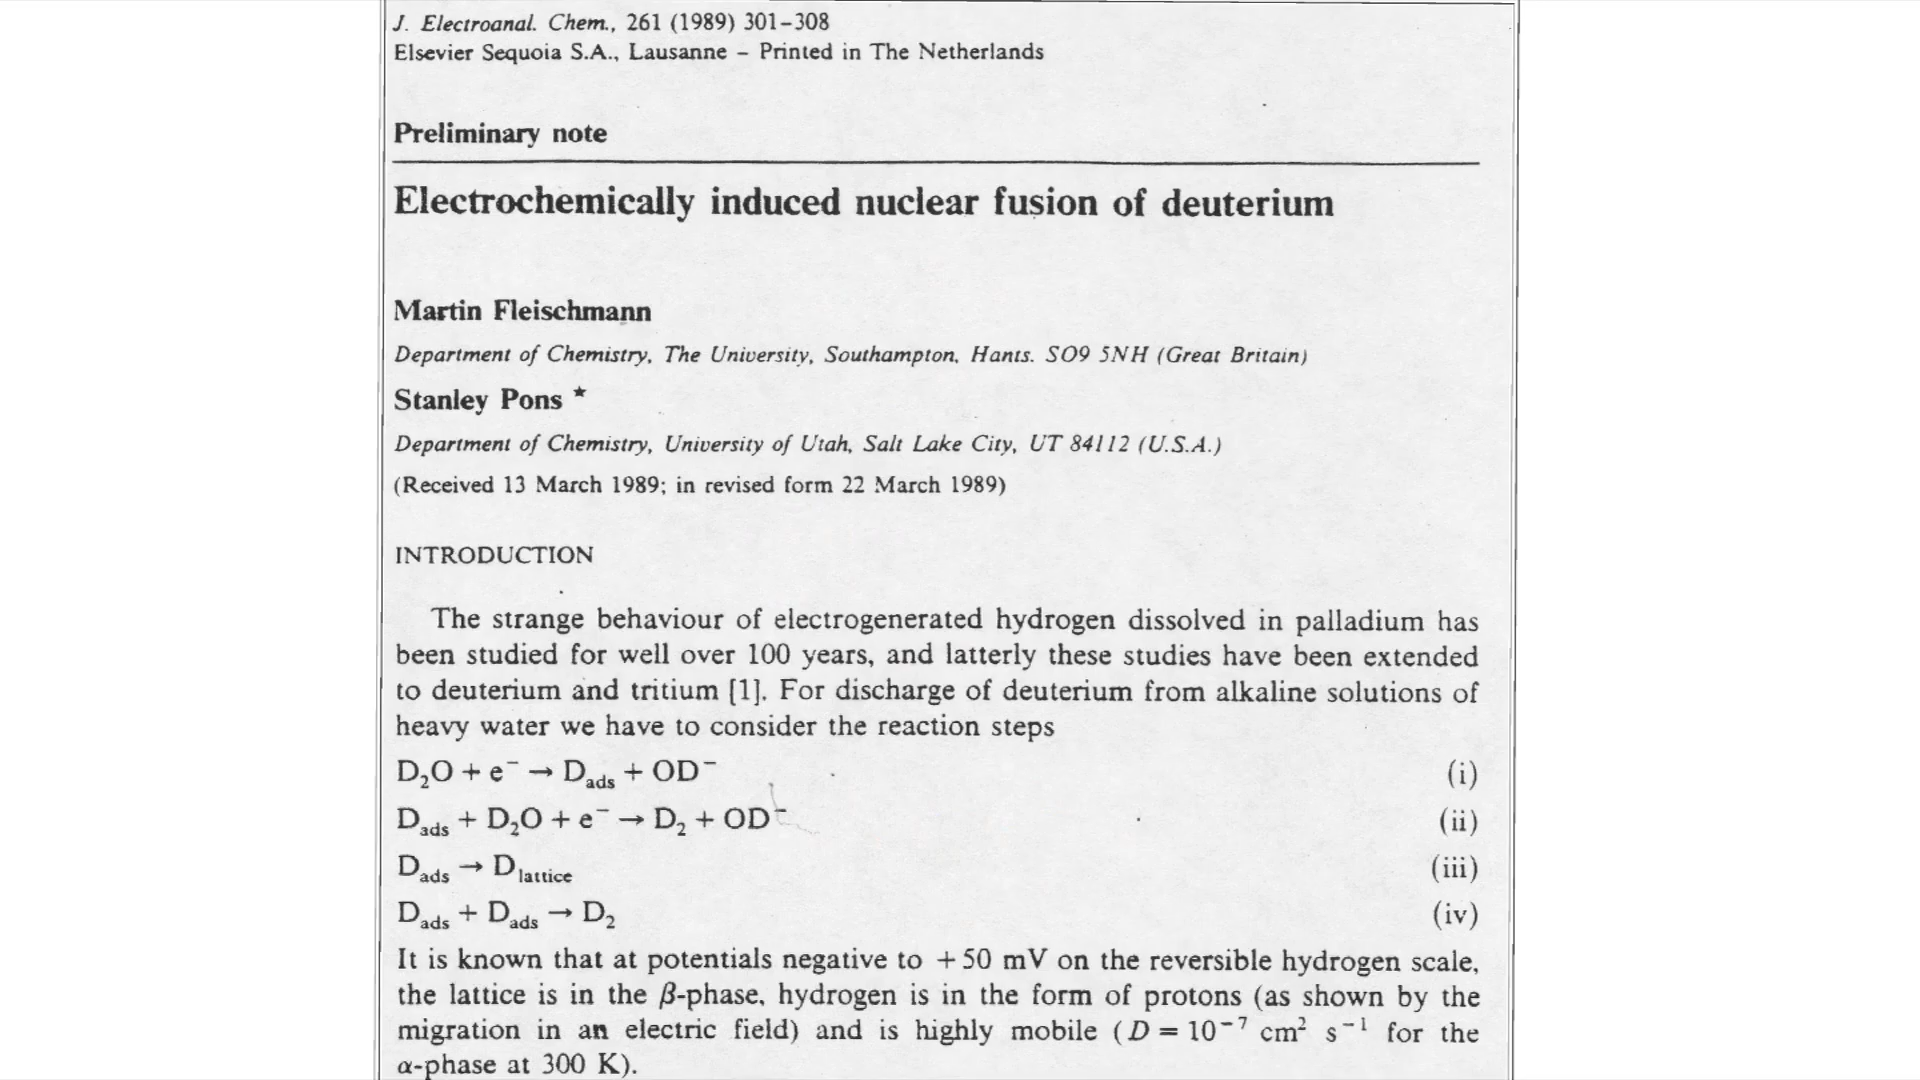 J. Electroanal. Chem., 261 (1989) 301–308
Elsevier Sequoia S.A., Lausanne – Printed in The Netherlands
Preliminary note
Electrochemically induced nuclear fusion of deuterium
Martin Fleischmann
Department of Chemistry, The University, Southampton, Hants. SO9 5NH (Great Britain)
Stanley Pons *
Department of Chemistry, University of Utah, Salt Lake City, UT 84112 (U.S.A.)
(Received 13 March 1989; in revised form 22 March 1989)
INTRODUCTION
The strange behaviour of electrogenerated hydrogen dissolved in palladium has
been studied for well over 100 years, and latterly these studies have been extended
to deuterium and tritium [1]. For discharge of deuterium from alkaline solutions of
heavy water we have to consider the reaction steps
D₂O + e⁻ → D_ads + OD⁻ (i)
D_ads + D₂O + e⁻ → D₂ + OD⁻ (ii)
D_ads → D_lattice (iii)
D_ads + D_ads → D₂ (iv)
It is known that at potentials negative to +50 mV on the reversible hydrogen scale,
the lattice is in the β-phase, hydrogen is in the form of protons (as shown by the
migration in an electric field) and is highly mobile (D = 10⁻⁷ cm² s⁻¹ for the
α-phase at 300 K).